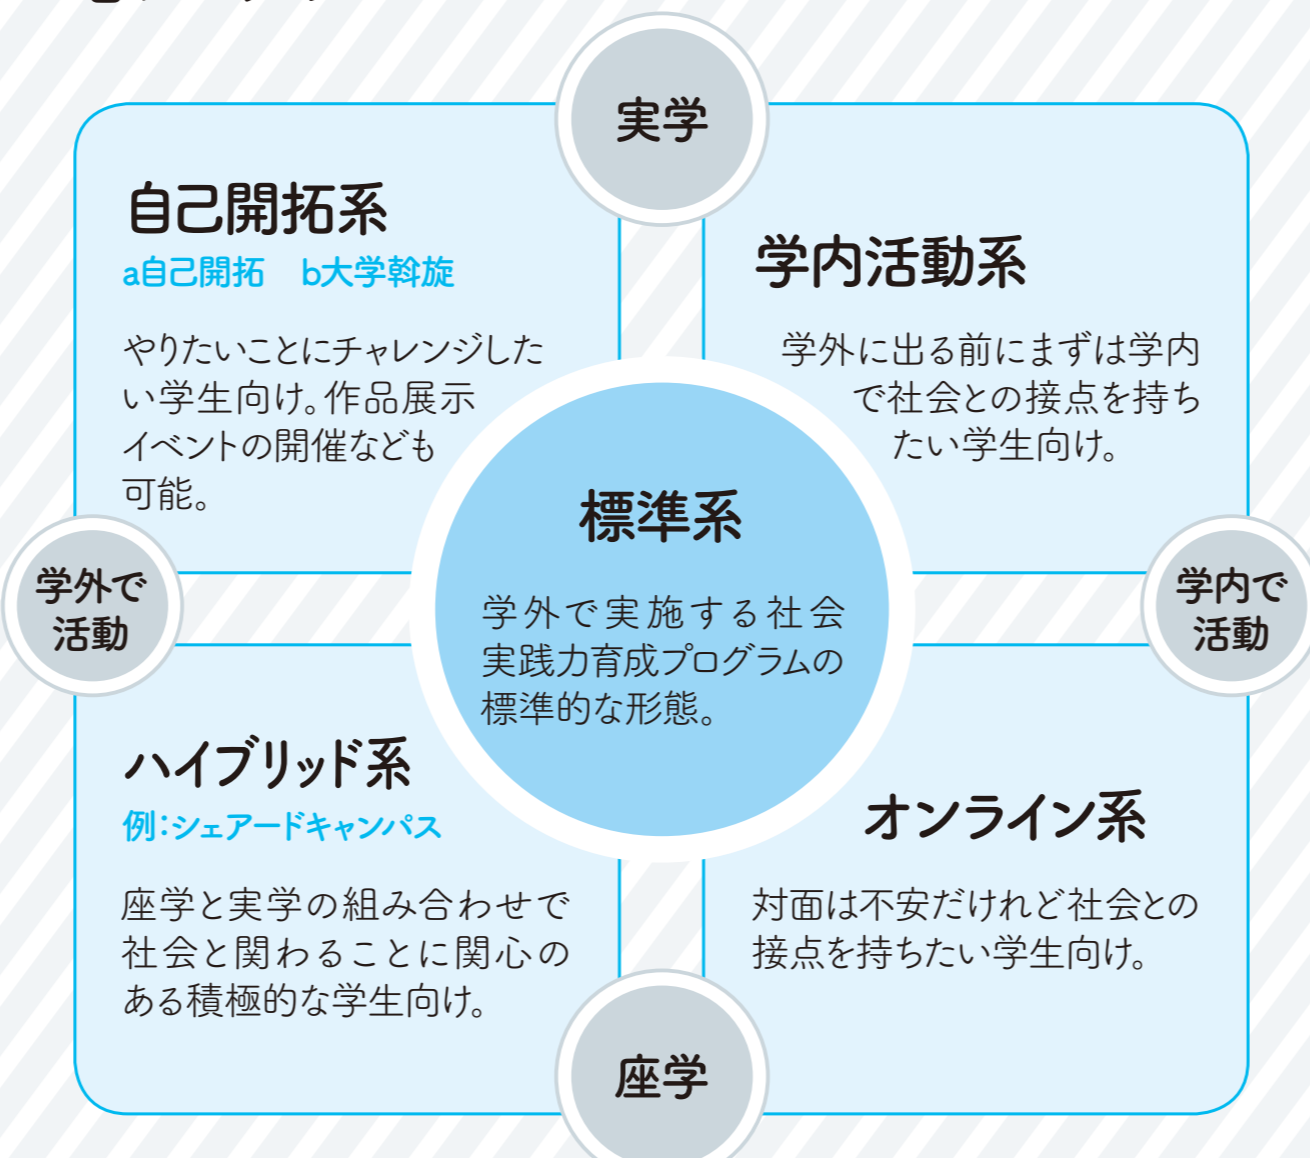 実学
自己開拓系
a自己開拓　b大学斡旋
やりたいことにチャレンジした
い学生向け。作品展示
イベントの開催なども
可能。
学内活動系
学外に出る前にまずは学内
で社会との接点を持ち
たい学生向け。
標準系
学外で実施する社会
実践力育成プログラムの
標準的な形態。
学外で
活動
学内で
活動
ハイブリッド系
例：シェアードキャンパス
座学と実学の組み合わせで
社会と関わることに関心の
ある積極的な学生向け。
オンライン系
対面は不安だけれど社会との
接点を持ちたい学生向け。
座学